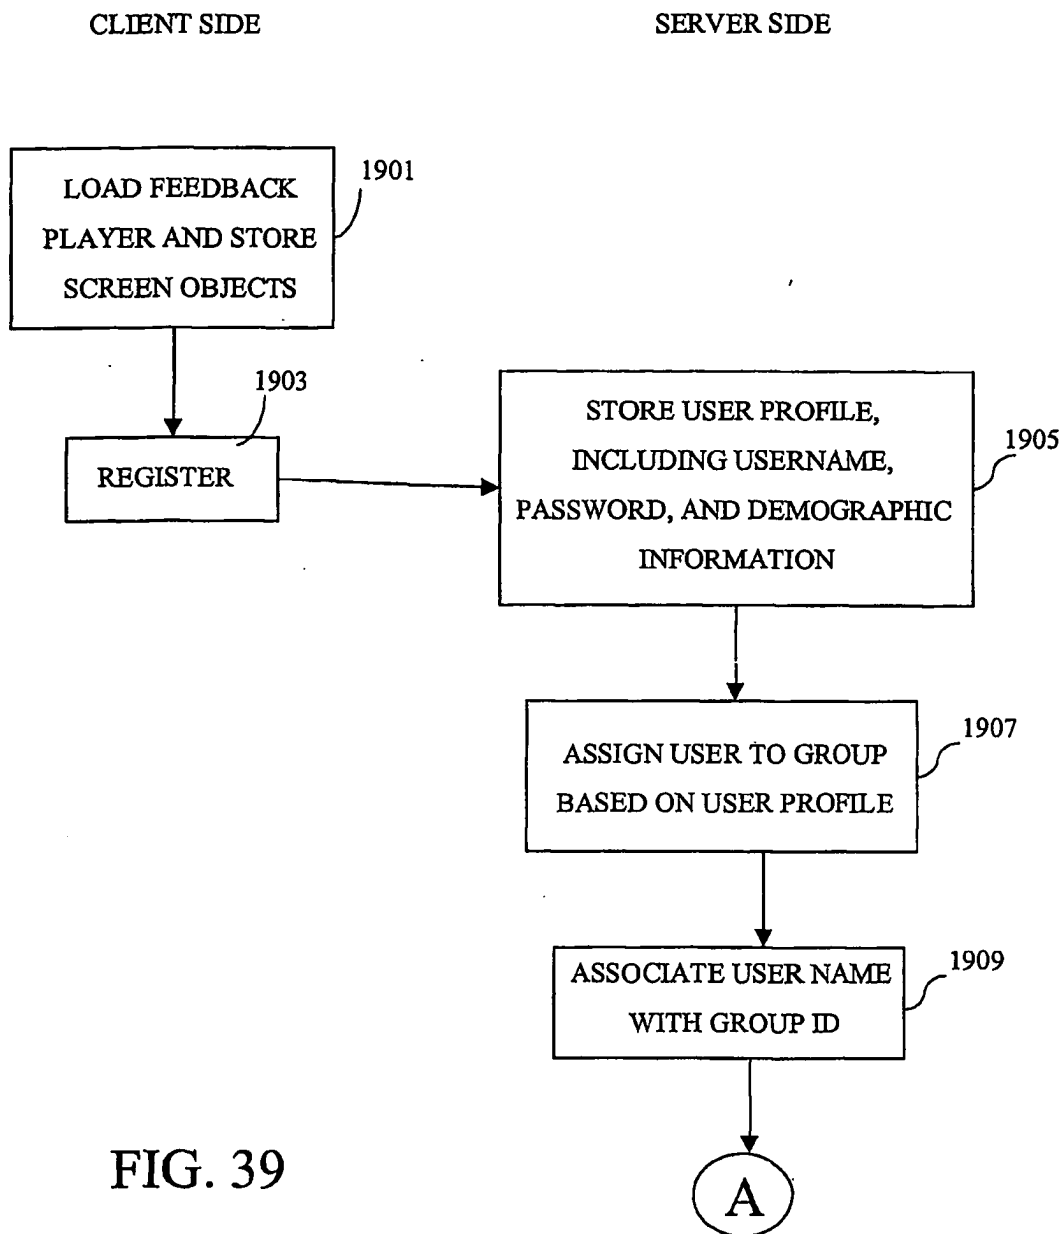 CLIENT SIDE
SERVER SIDE
1901
LOAD FEEDBACK
PLAYER AND STORE
SCREEN OBJECTS
1903
REGISTER
STORE USER PROFILE,
INCLUDING USERNAME,
PASSWORD, AND DEMOGRAPHIC
INFORMATION
1905
1907
ASSIGN USER TO GROUP
BASED ON USER PROFILE
1909
ASSOCIATE USER NAME
WITH GROUP ID
FIG. 39
A